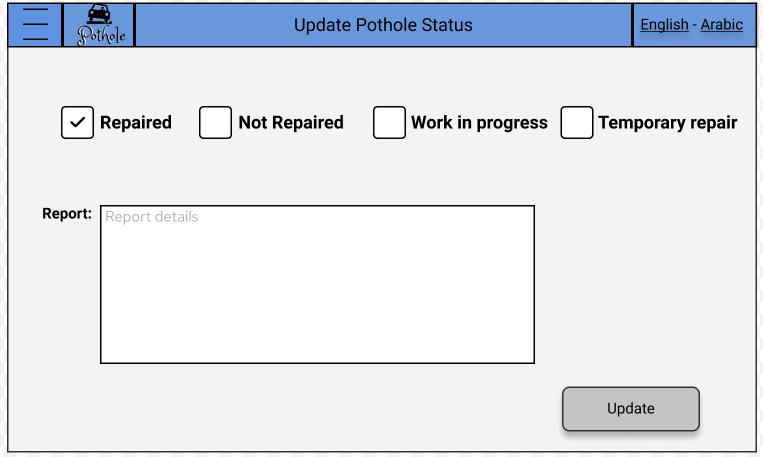 Pothole
Update Pothole Status
English - Arabic
Repaired
Not Repaired
Work in progress
Temporary repair
Report:
Report details
Update